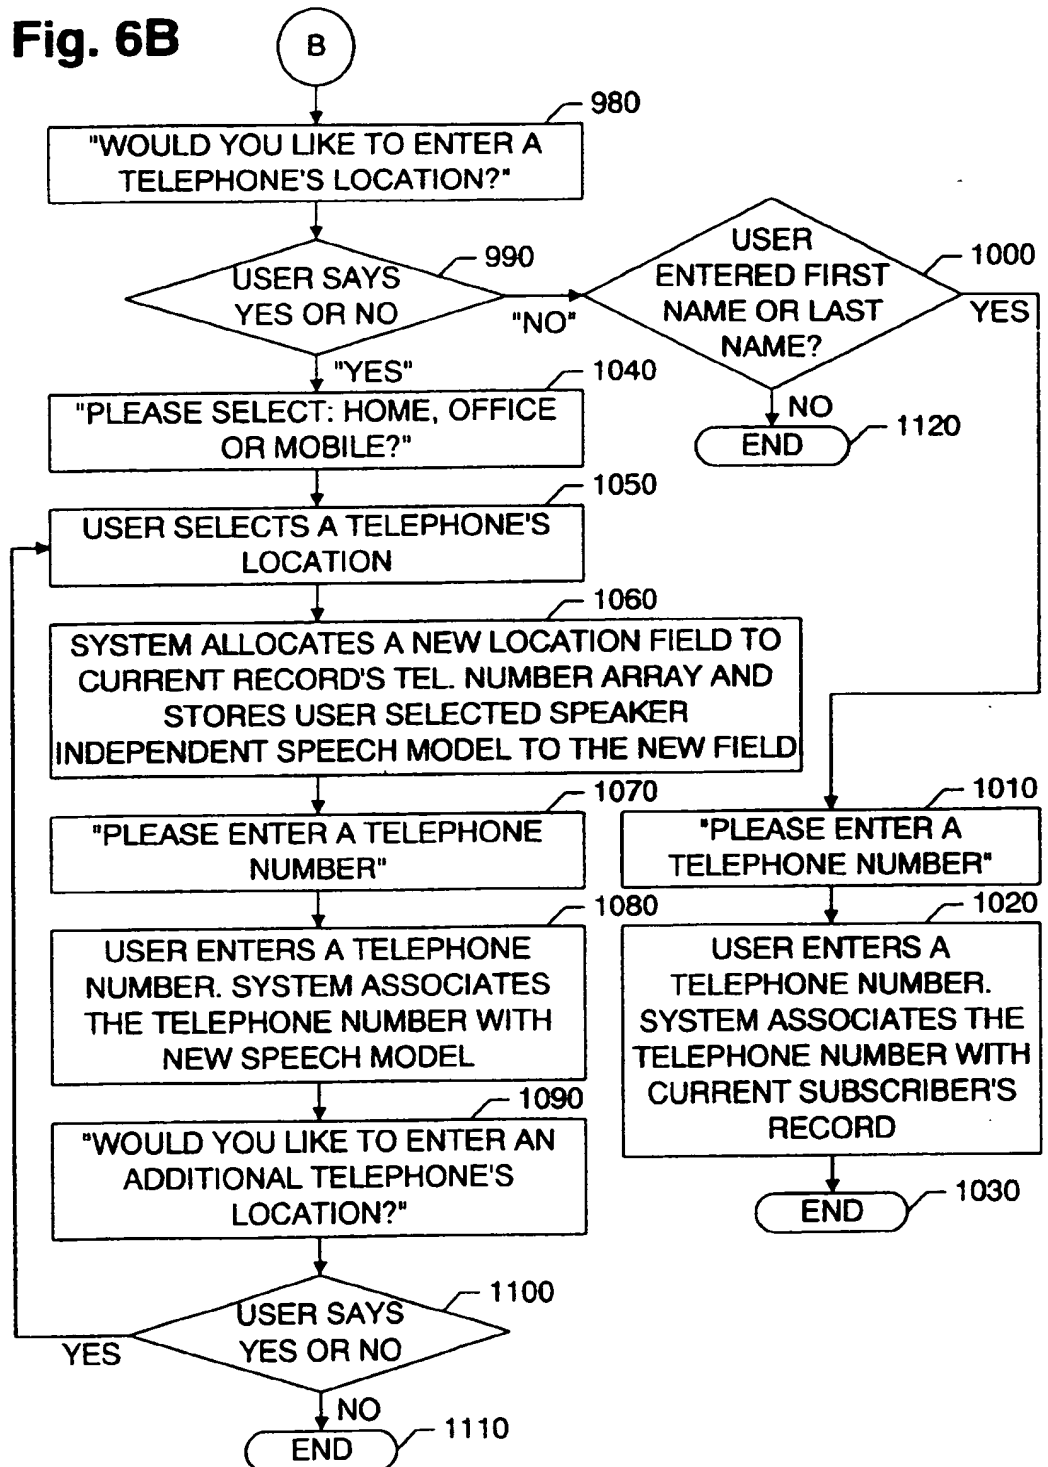 Fig. 6B
B
980
"WOULD YOU LIKE TO ENTER A
TELEPHONE'S LOCATION?"
990
USER SAYS
YES OR NO
"NO"
"YES"
1000
USER
ENTERED FIRST
NAME OR LAST
NAME?
YES
NO
END
1120
1040
"PLEASE SELECT: HOME, OFFICE
OR MOBILE?"
1050
USER SELECTS A TELEPHONE'S
LOCATION
1060
SYSTEM ALLOCATES A NEW LOCATION FIELD TO
CURRENT RECORD'S TEL. NUMBER ARRAY AND
STORES USER SELECTED SPEAKER
INDEPENDENT SPEECH MODEL TO THE NEW FIELD
1070
"PLEASE ENTER A TELEPHONE
NUMBER"
1080
USER ENTERS A TELEPHONE
NUMBER. SYSTEM ASSOCIATES
THE TELEPHONE NUMBER WITH
NEW SPEECH MODEL
1090
"WOULD YOU LIKE TO ENTER AN
ADDITIONAL TELEPHONE'S
LOCATION?"
1100
USER SAYS
YES OR NO
YES
NO
END
1110
1010
"PLEASE ENTER A
TELEPHONE NUMBER"
1020
USER ENTERS A
TELEPHONE NUMBER.
SYSTEM ASSOCIATES THE
TELEPHONE NUMBER WITH
CURRENT SUBSCRIBER'S
RECORD
END
1030